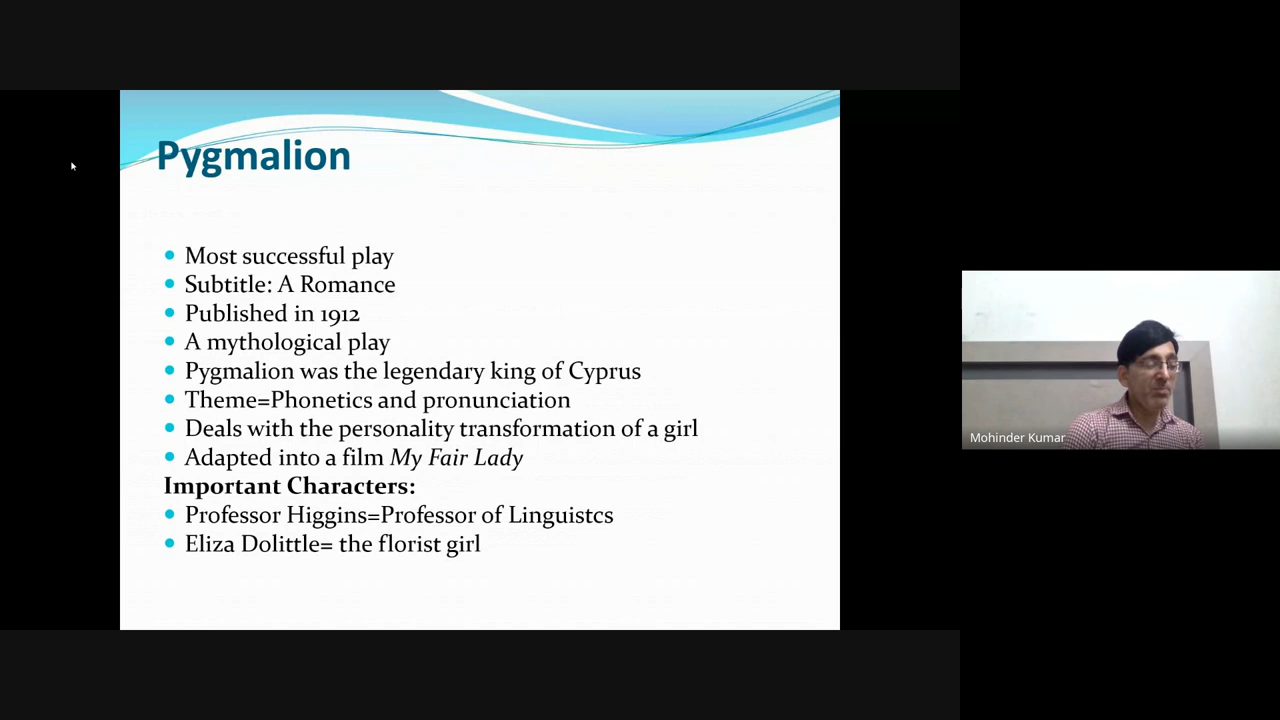 Pygmalion
Most successful play
Subtitle: A Romance
Published in 1912
A mythological play
Pygmalion was the legendary king of Cyprus
Theme=Phonetics and pronunciation
Deals with the personality transformation of a girl
Adapted into a film My Fair Lady
Important Characters:
Professor Higgins=Professor of Linguistcs
Eliza Dolittle= the florist girl
Mohinder Kumar